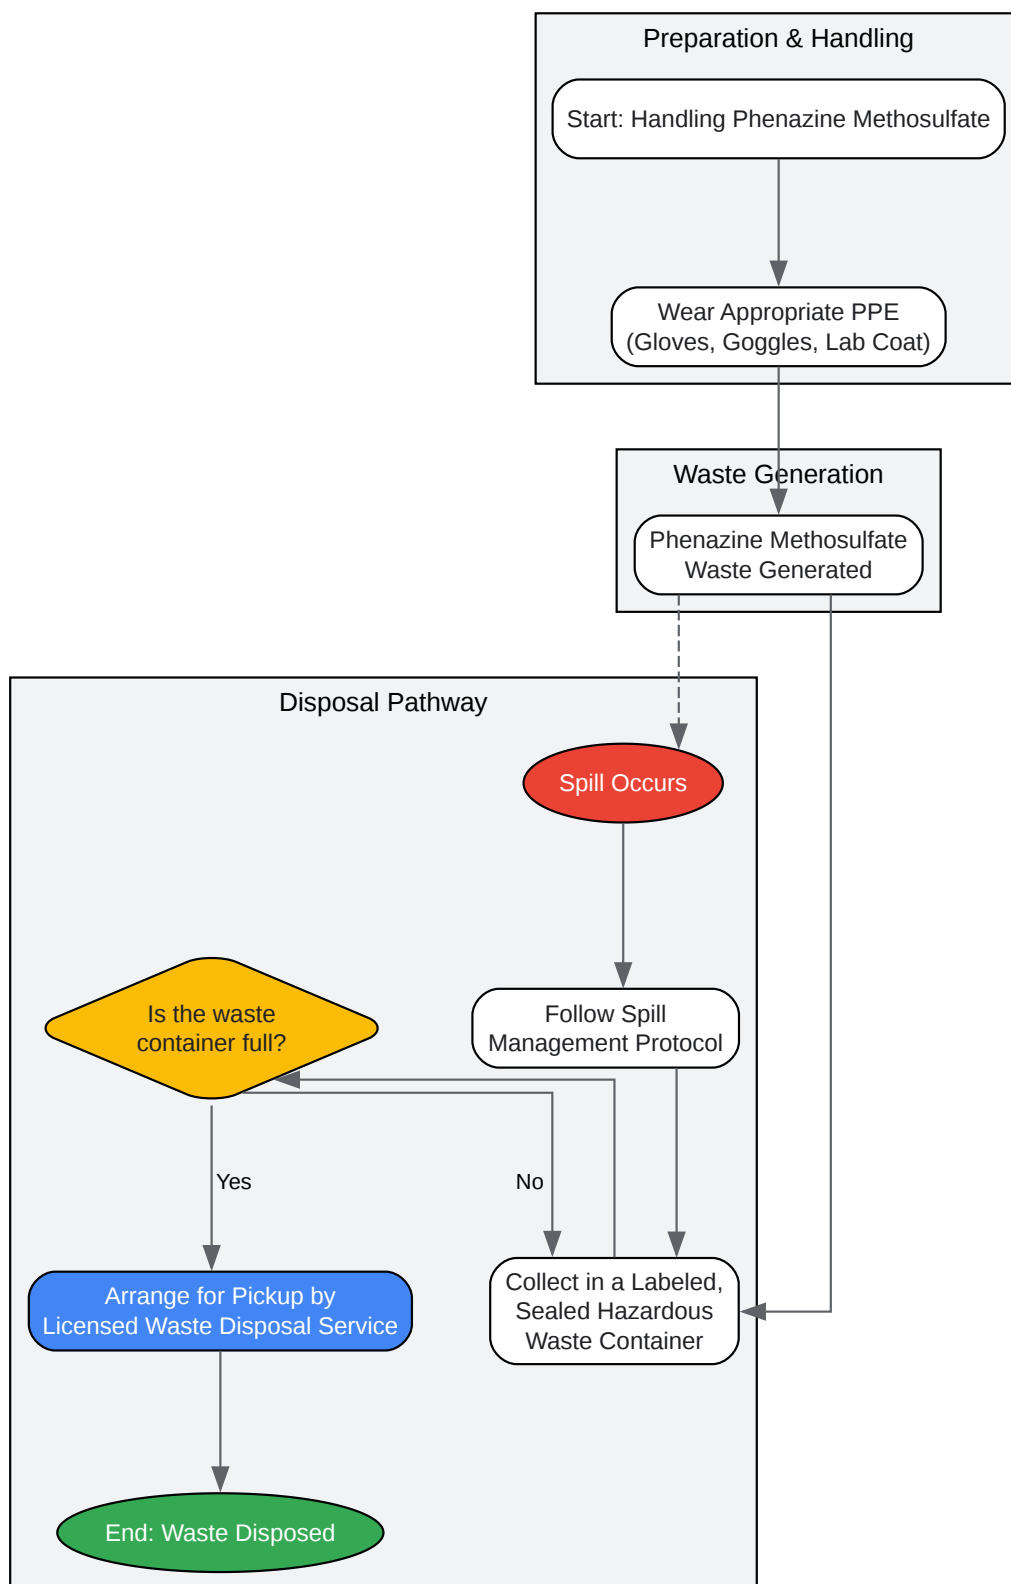 Preparation & Handling
Start: Handling Phenazine Methosulfate
Wear Appropriate PPE
(Gloves, Goggles, Lab Coat)
Waste Generation
Phenazine Methosulfate
Waste Generated
Disposal Pathway
Spill Occurs
Is the waste
container full?
Follow Spill
Management Protocol
Yes
No
Arrange for Pickup by
Licensed Waste Disposal Service
Collect in a Labeled,
Sealed Hazardous
Waste Container
End: Waste Disposed